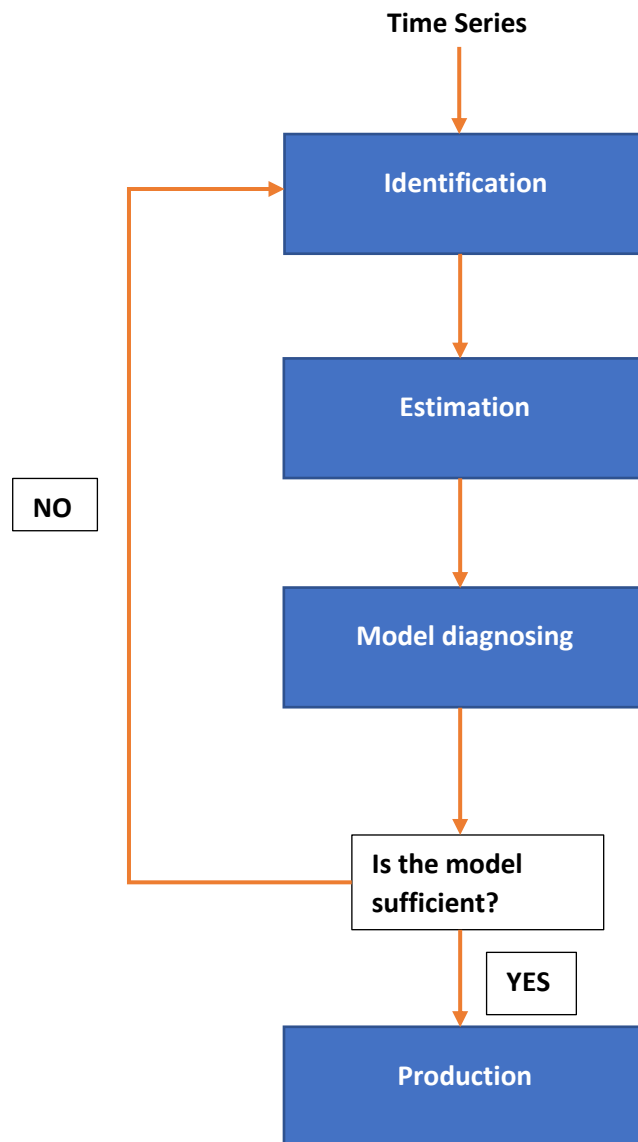 Time Series
Identification
Estimation
NO
Model diagnosing
Is the model
sufficient?
YES
Production